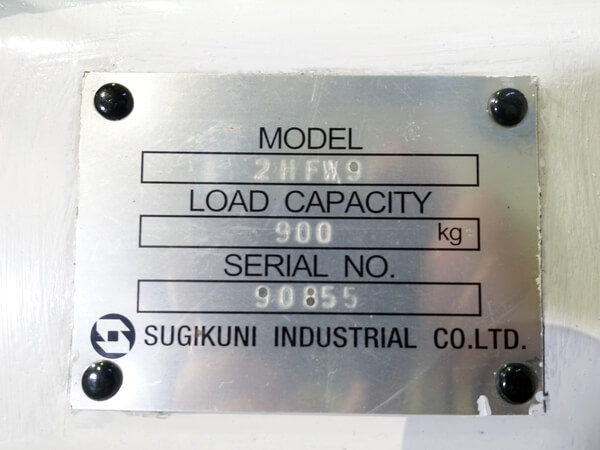 MODEL
2HFW9
LOAD CAPACITY
900 kg
SERIAL NO.
90855
SUGIKUNI INDUSTRIAL CO.LTD.